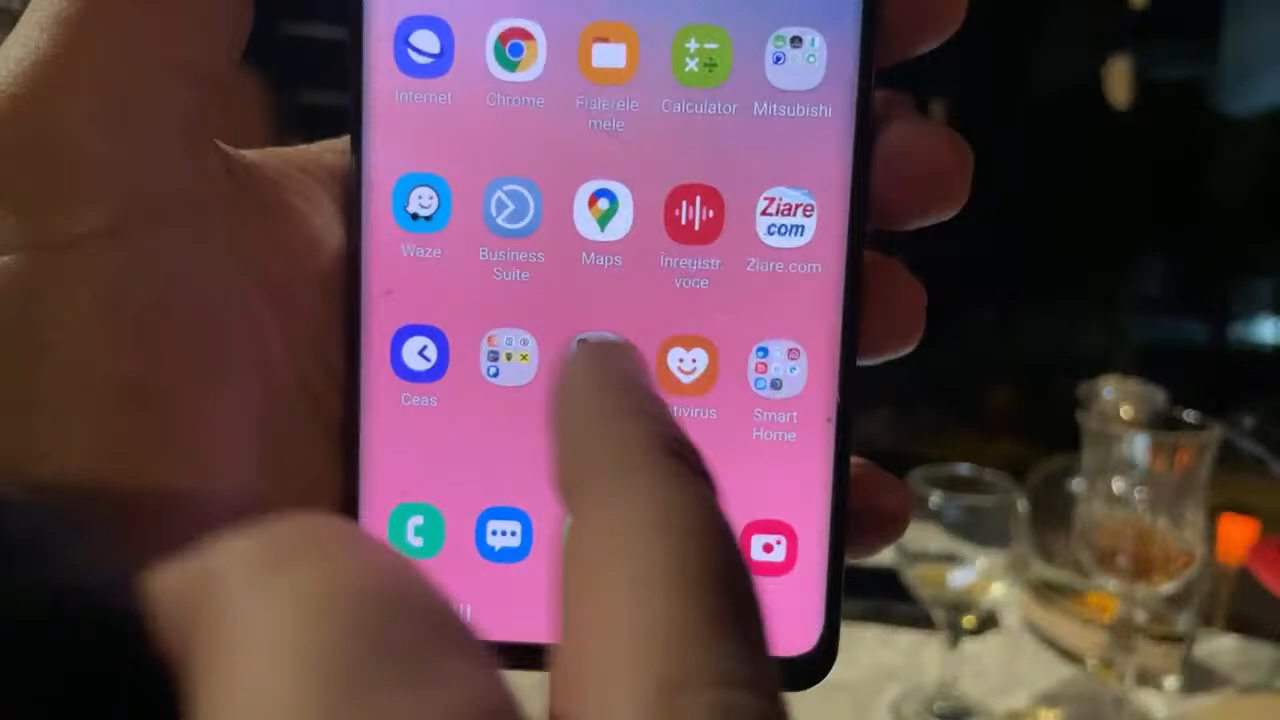 Internet
Chrome
Fișierele
mele
Calculator
Mitsubishi
Waze
Business
Suite
Maps
Înregistr.
voce
Ziare
.com
Ziare.com
Ceas
tivirus
Smart
Home